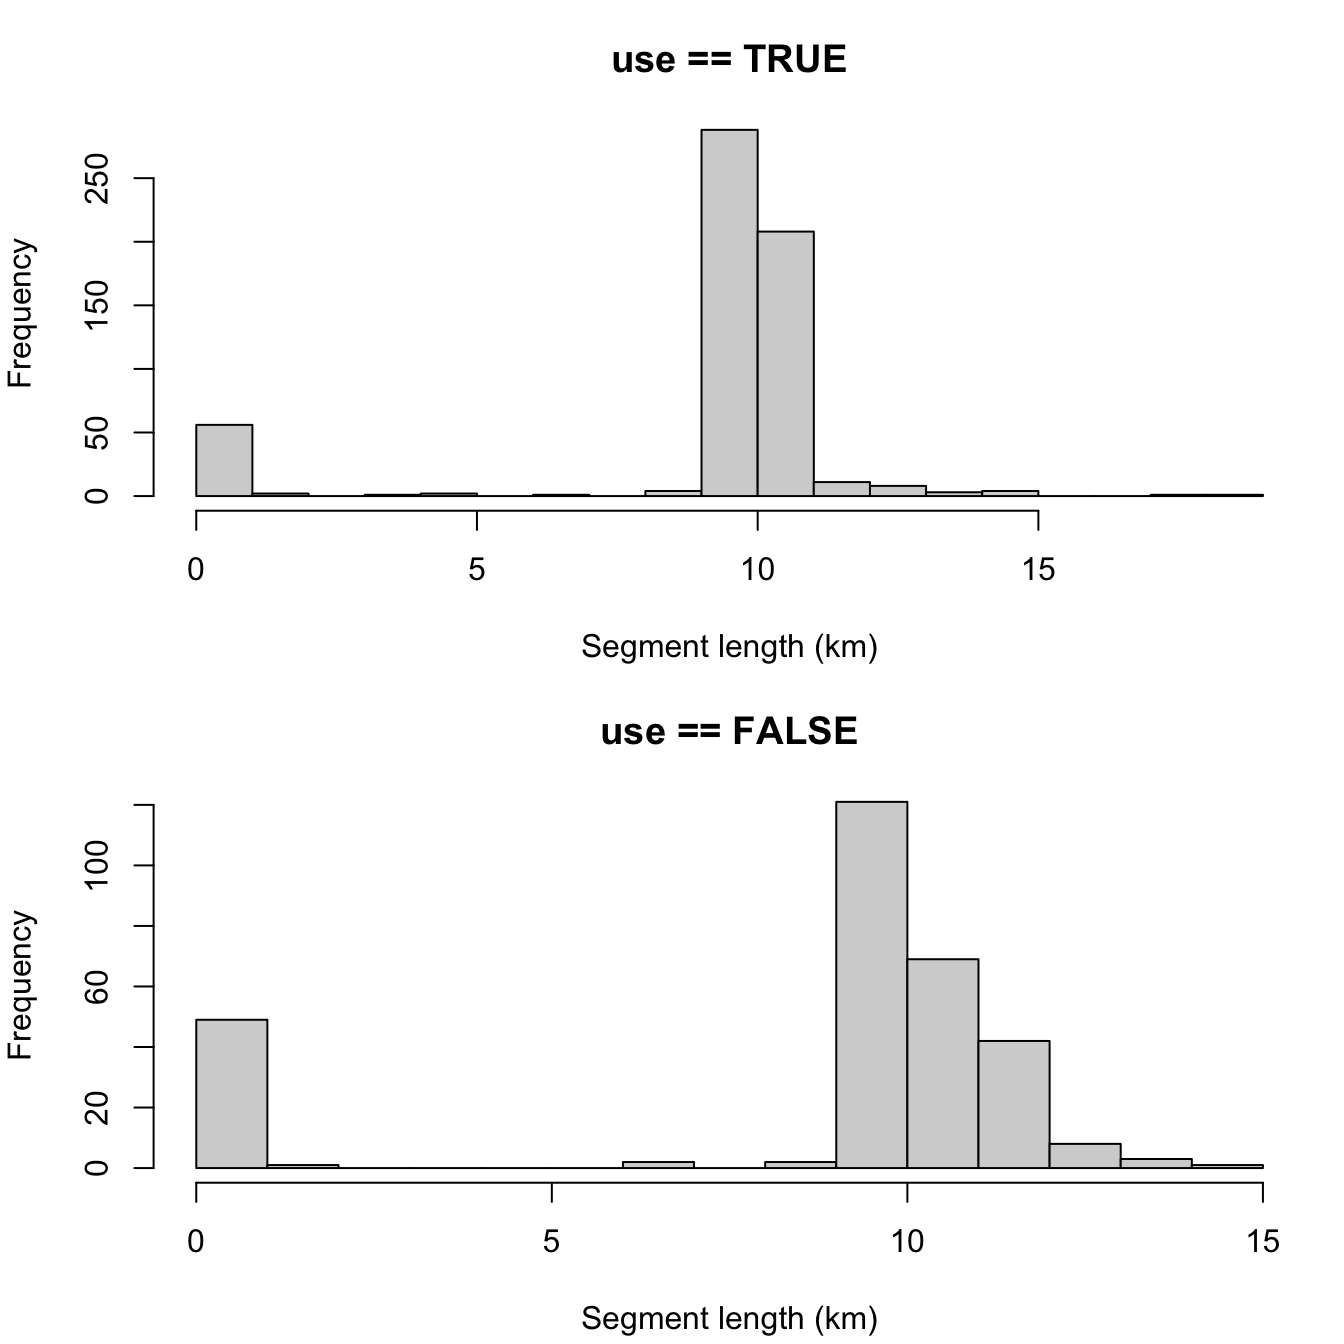 use == TRUE
Frequency
250
150
50
0
0 5 10 15
Segment length (km)
use == FALSE
Frequency
100
60
20
0
0 5 10 15
Segment length (km)